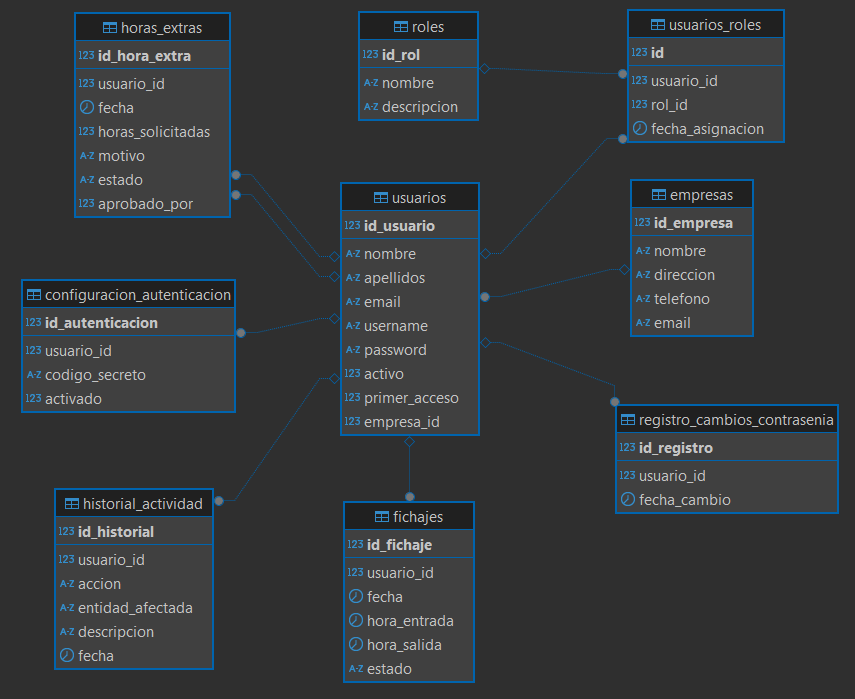 horas_extras
123 id_hora_extra
123 usuario_id
fecha
123 horas_solicitadas
A-Z motivo
A-Z estado
123 aprobado_por
roles
123 id_rol
A-Z nombre
A-Z descripcion
usuarios_roles
123 id
123 usuario_id
123 rol_id
fecha_asignacion
usuarios
123 id_usuario
A-Z nombre
A-Z apellidos
A-Z email
A-Z username
A-Z password
123 activo
123 primer_acceso
123 empresa_id
empresas
123 id_empresa
A-Z nombre
A-Z direccion
A-Z telefono
A-Z email
configuracion_autenticacion
123 id_autenticacion
123 usuario_id
A-Z codigo_secreto
123 activado
registro_cambios_contrasenia
123 id_registro
123 usuario_id
fecha_cambio
historial_actividad
123 id_historial
123 usuario_id
A-Z accion
A-Z entidad_afectada
A-Z descripcion
fecha
fichajes
123 id_fichaje
123 usuario_id
fecha
hora_entrada
hora_salida
A-Z estado